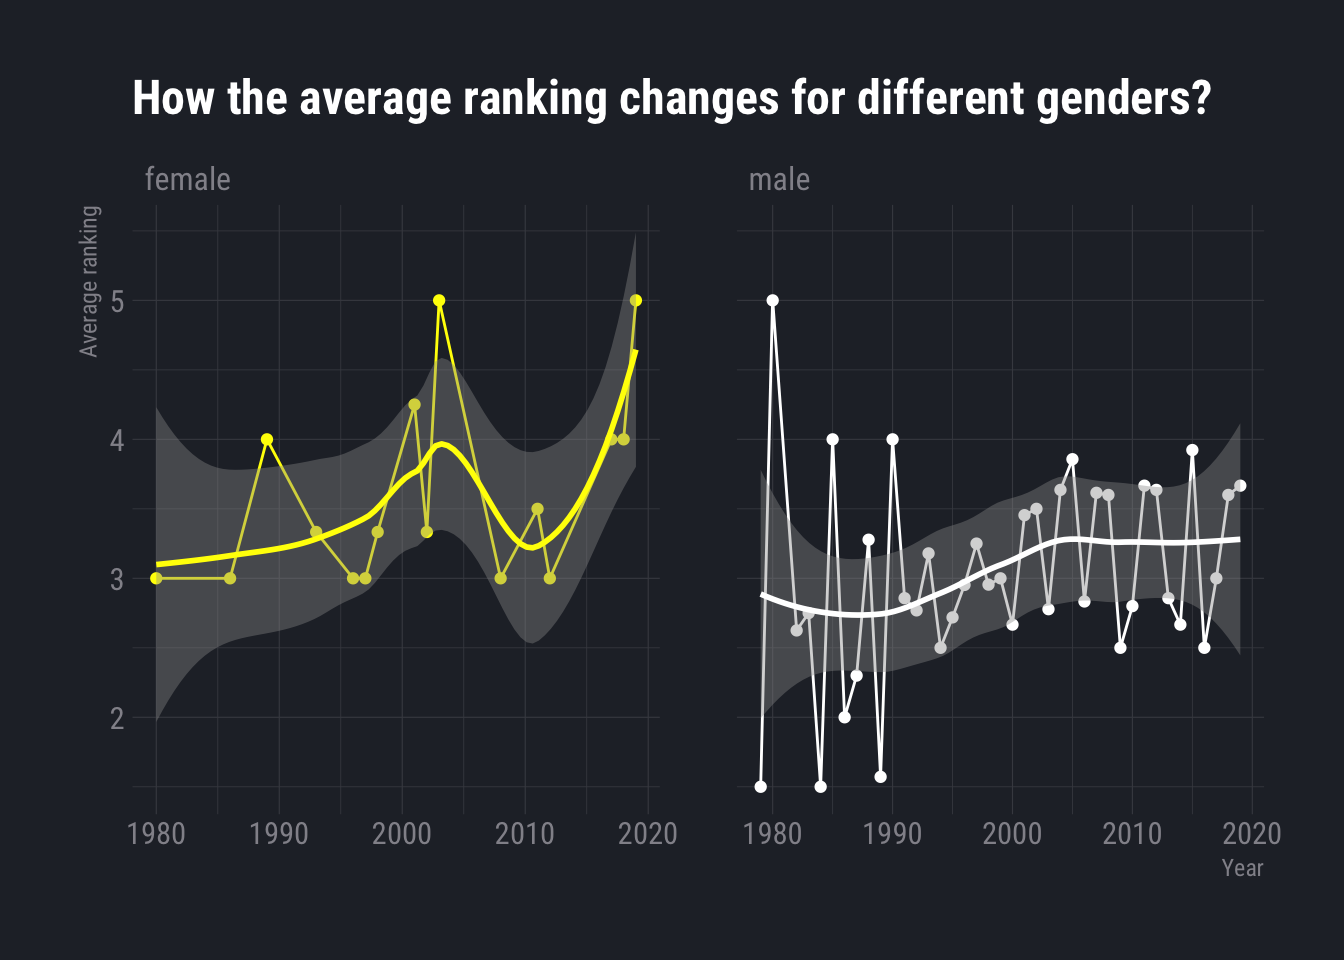 How the average ranking changes for different genders?
female
male
Average ranking
5
4
3
2
1980 1990 2000 2010 2020
1980 1990 2000 2010 2020
Year